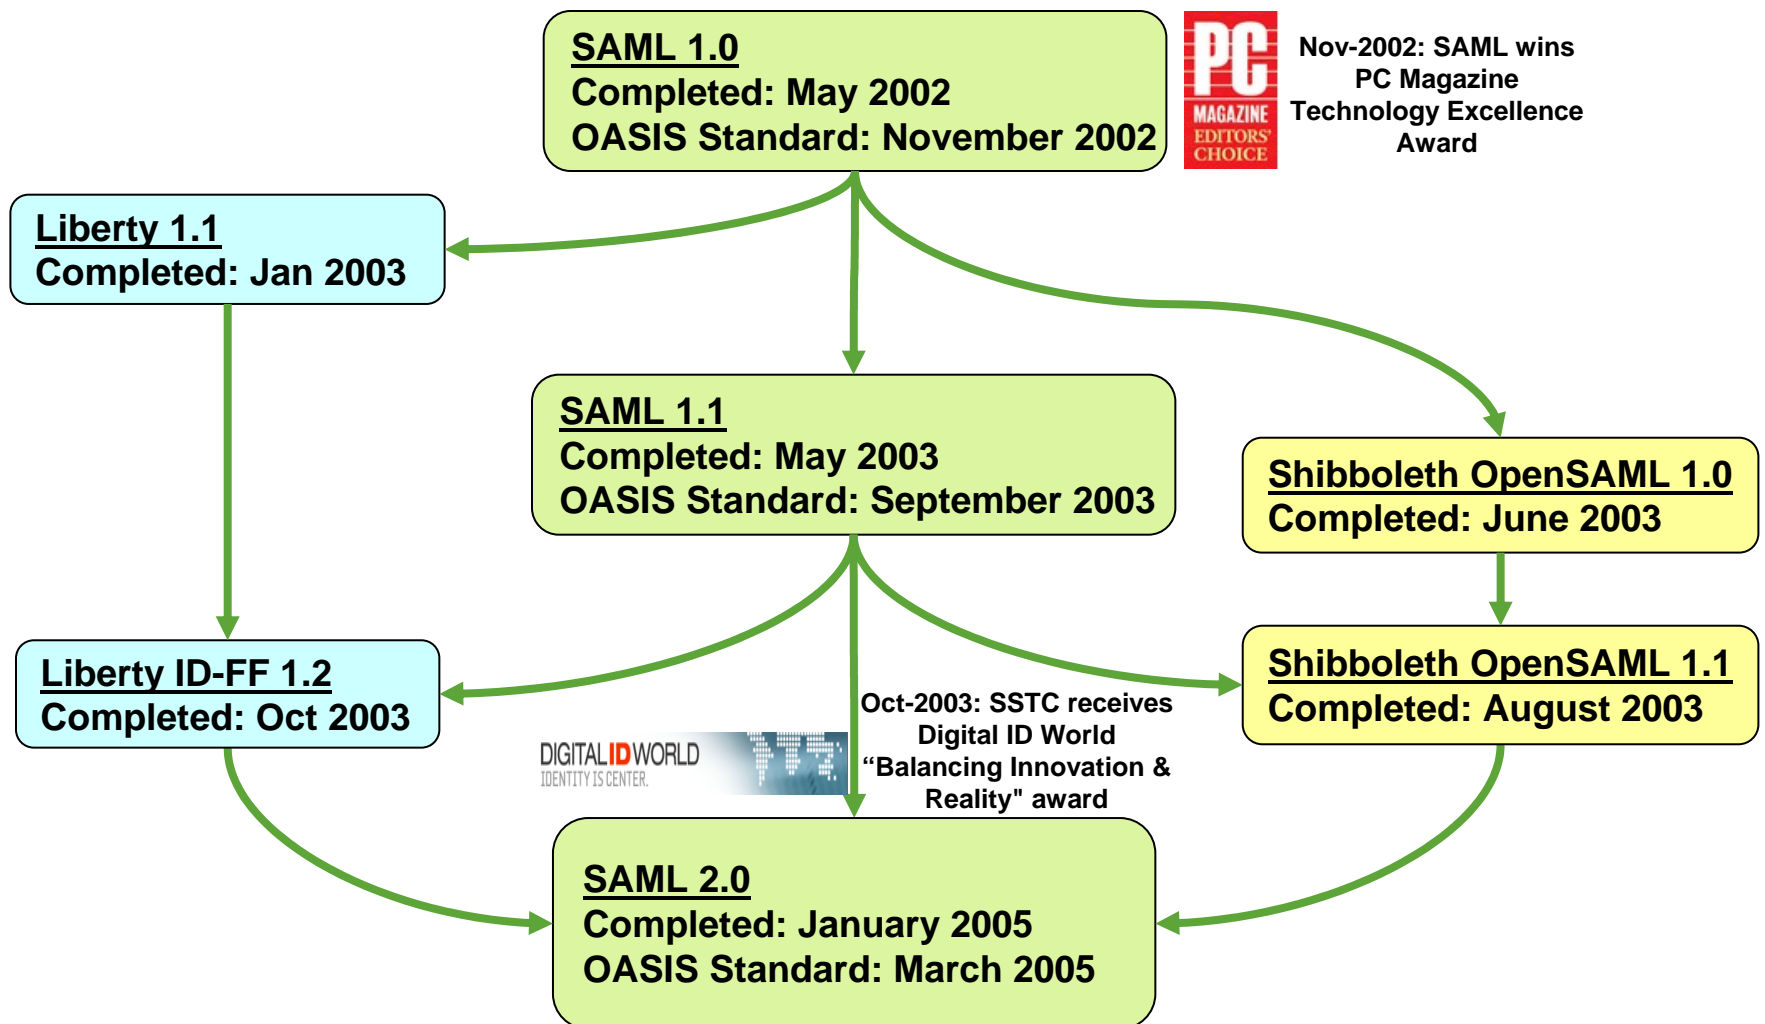 SAML 1.0
Completed: May 2002
OASIS Standard: November 2002
PC
MAGAZINE
EDITORS'
CHOICE
Nov-2002: SAML wins
PC Magazine
Technology Excellence
Award
Liberty 1.1
Completed: Jan 2003
SAML 1.1
Completed: May 2003
OASIS Standard: September 2003
Shibboleth OpenSAML 1.0
Completed: June 2003
Liberty ID-FF 1.2
Completed: Oct 2003
Shibboleth OpenSAML 1.1
Completed: August 2003
DIGITAL ID WORLD
IDENTITY IS CENTER.
Oct-2003: SSTC receives
Digital ID World
“Balancing Innovation &
Reality" award
SAML 2.0
Completed: January 2005
OASIS Standard: March 2005